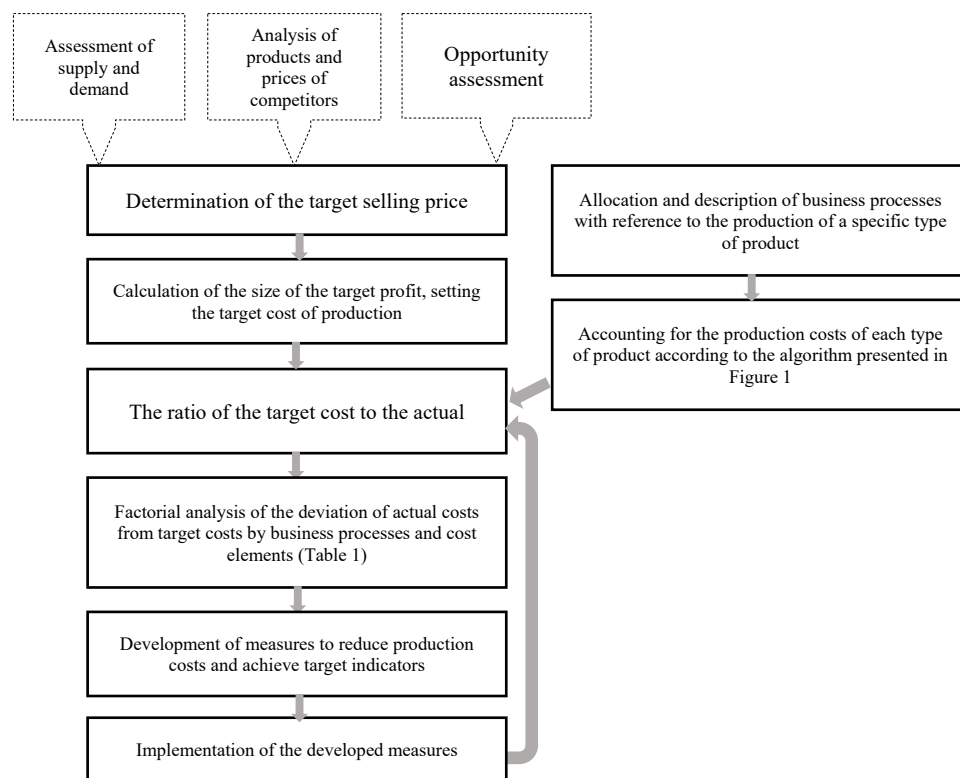 Assessment of
supply and
demand
Analysis of
products and
prices of
competitors
Opportunity
assessment
Determination of the target selling price
Calculation of the size of the target profit, setting
the target cost of production
The ratio of the target cost to the actual
Factorial analysis of the deviation of actual costs
from target costs by business processes and cost
elements (Table 1)
Development of measures to reduce production
costs and achieve target indicators
Implementation of the developed measures
Allocation and description of business processes
with reference to the production of a specific type
of product
Accounting for the production costs of each type
of product according to the algorithm presented in
Figure 1